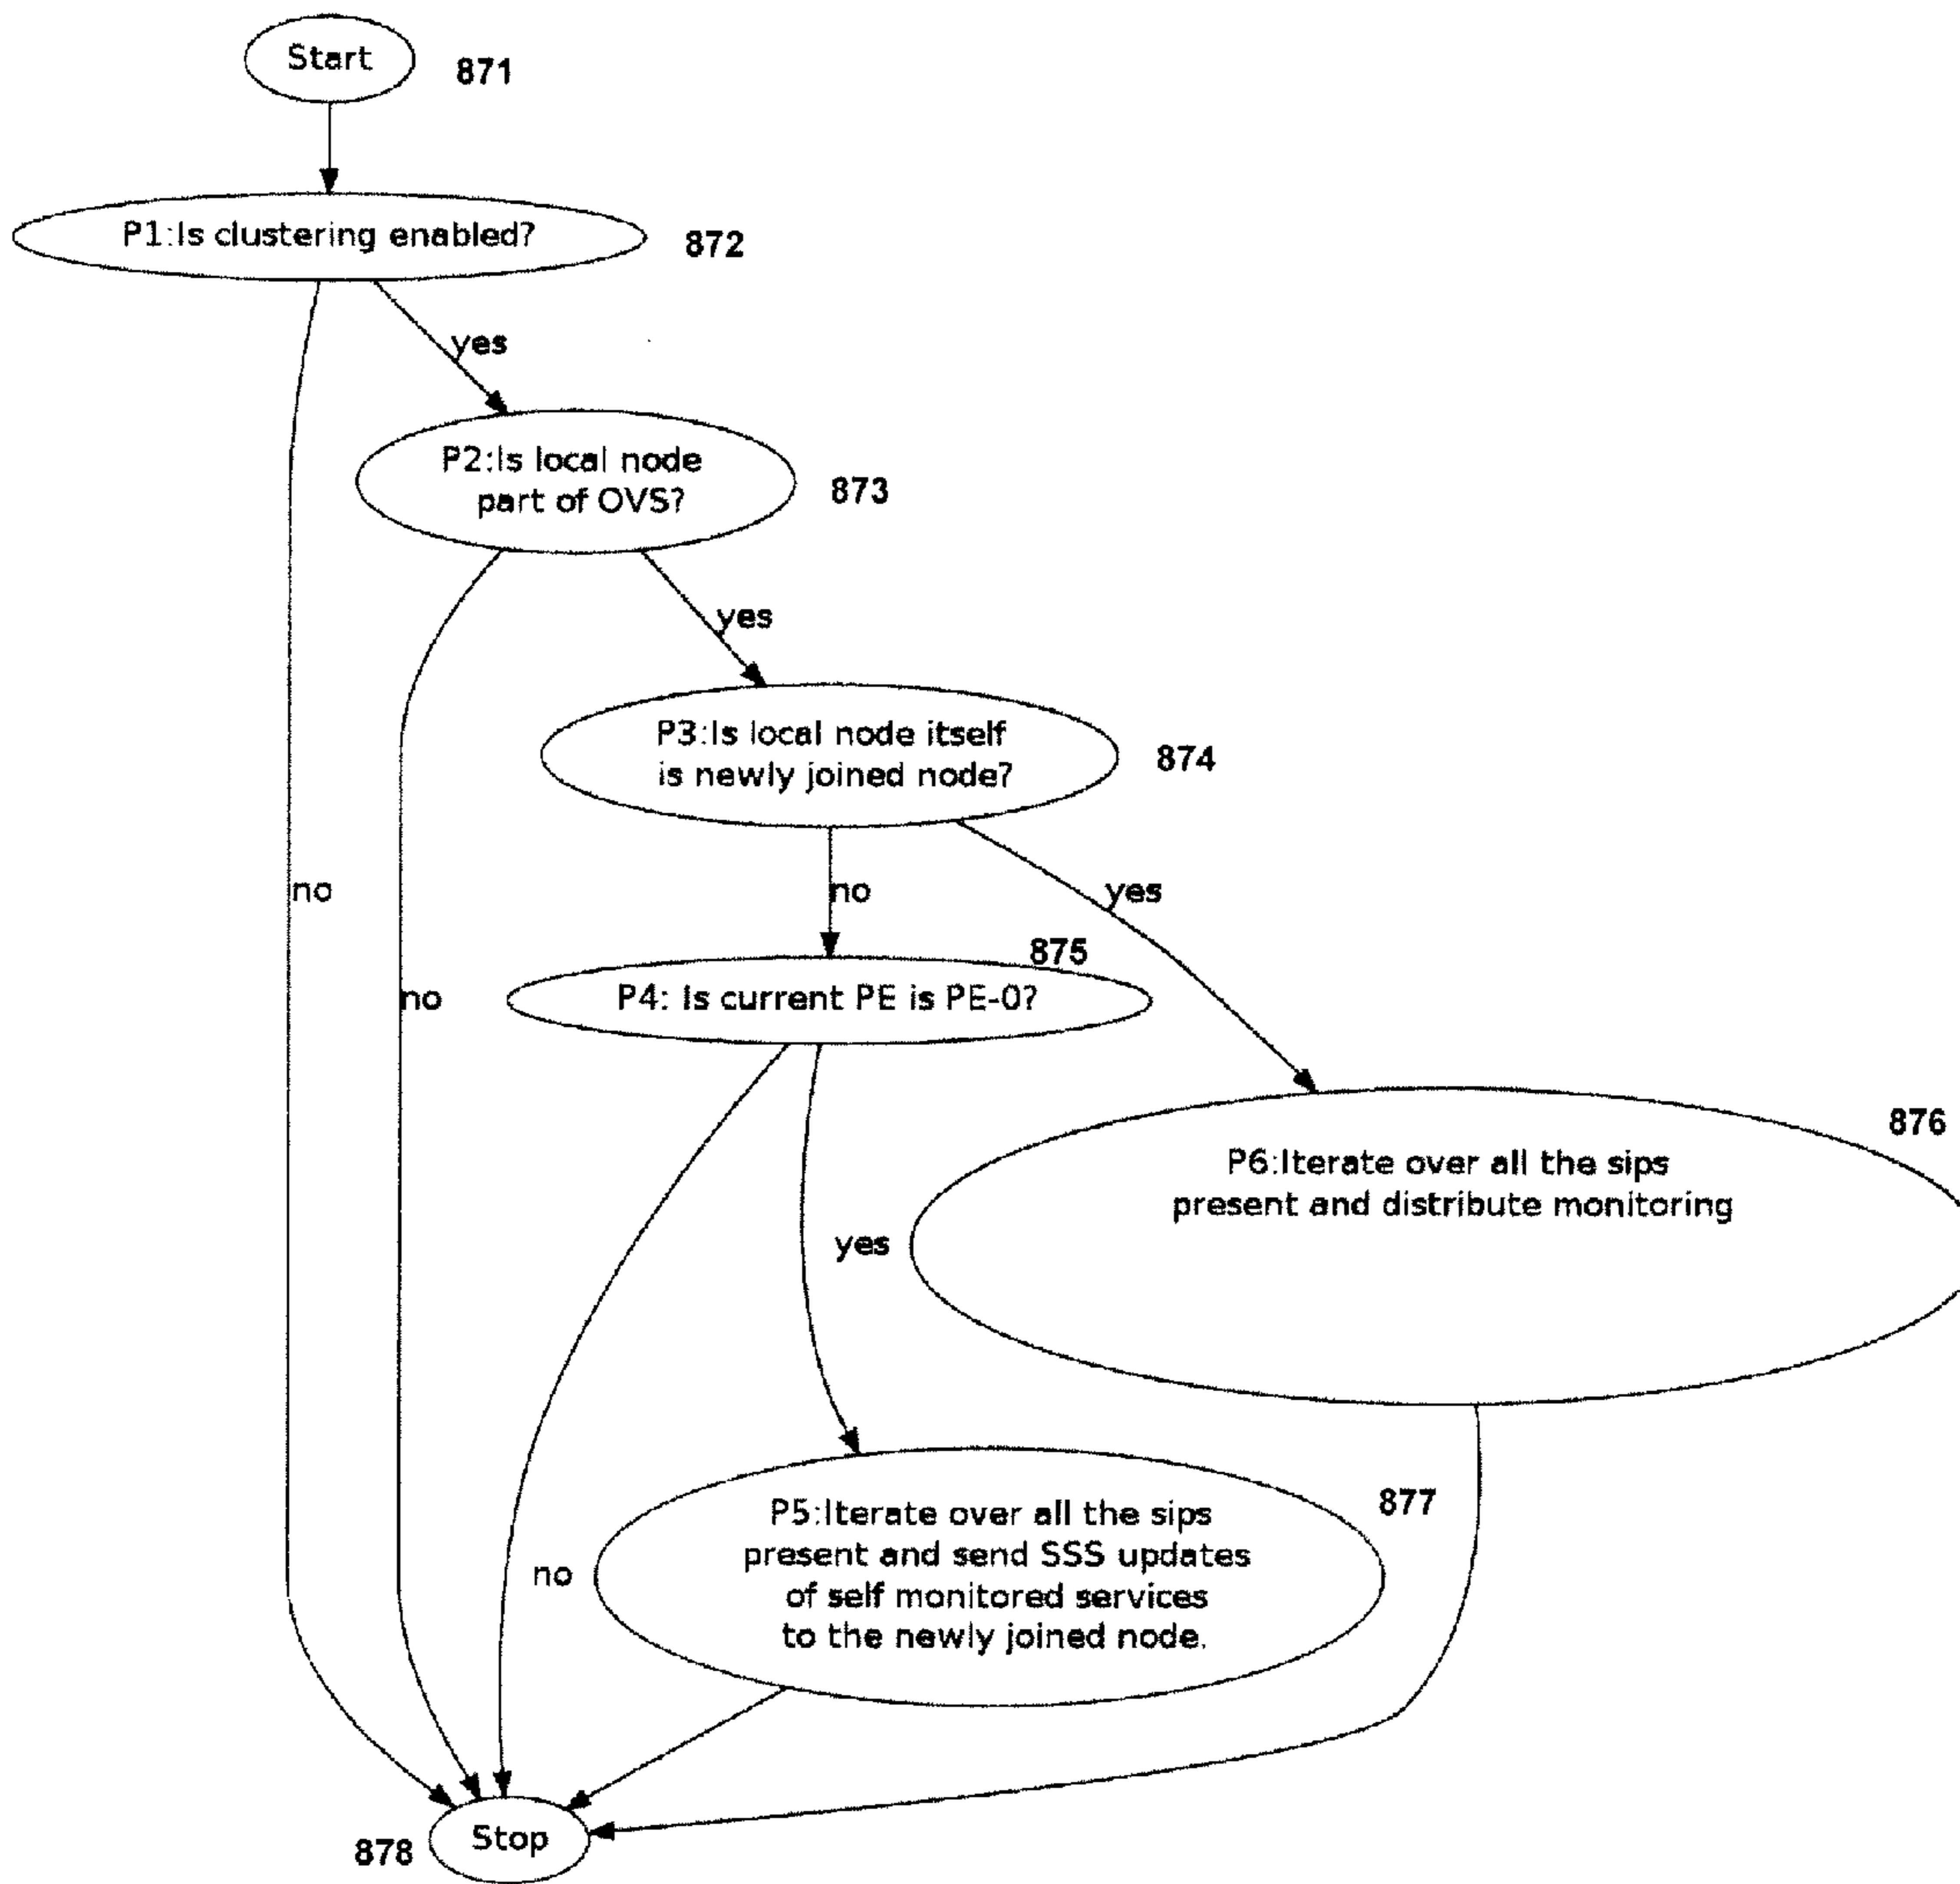 Start
871
P1:Is clustering enabled?
872
yes
P2:Is local node
part of OVS?
873
yes
P3:Is local node itself
is newly joined node?
874
no
no
yes
875
no
P4: Is current PE is PE-0?
876
P6:Iterate over all the sips
present and distribute monitoring
yes
877
P5:Iterate over all the sips
present and send SSS updates
of self monitored services
to the newly joined node.
no
Stop
878